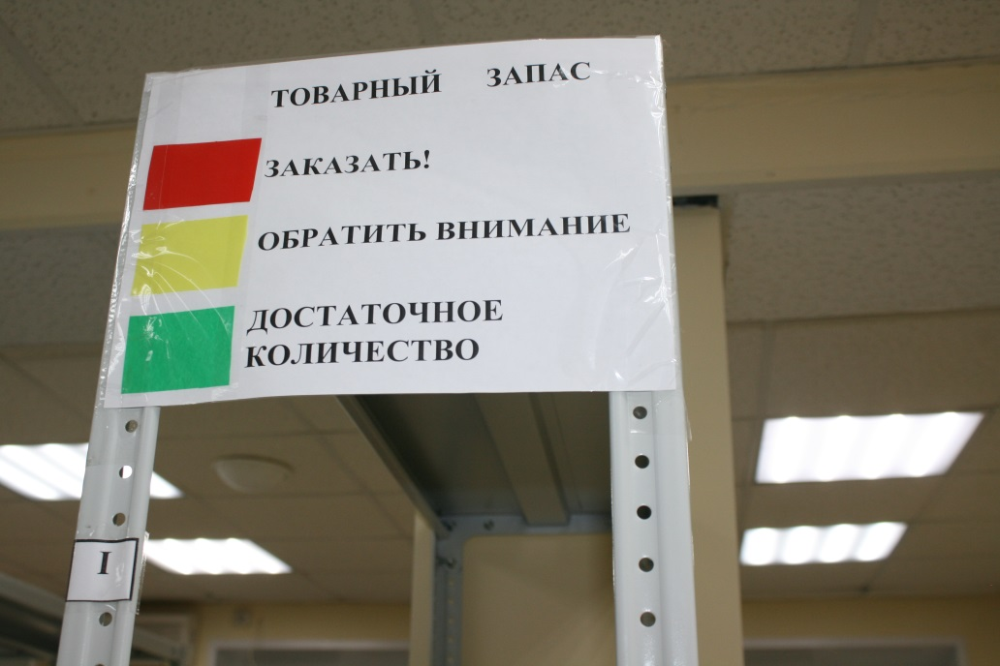 ТОВАРНЫЙ ЗАПАС
ЗАКАЗАТЬ!
ОБРАТИТЬ ВНИМАНИЕ
ДОСТАТОЧНОЕ
КОЛИЧЕСТВО
I